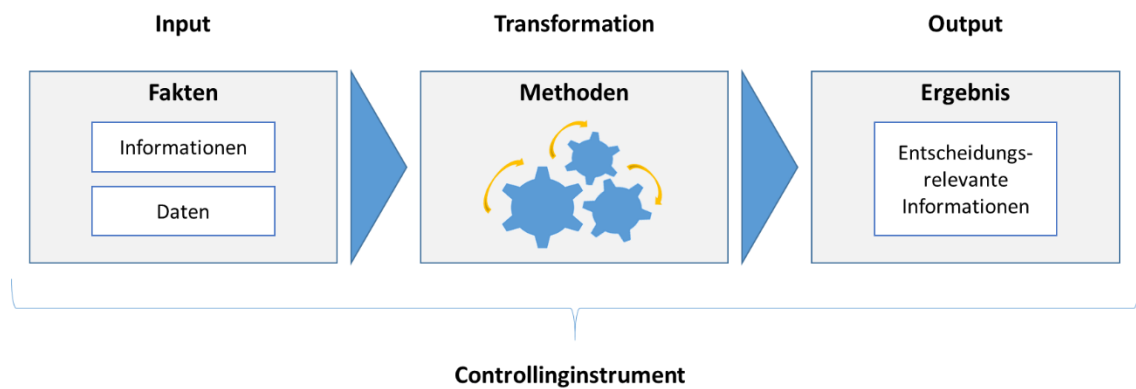 Input
Transformation
Output
Fakten
Informationen
Daten
Methoden
Ergebnis
Entscheidungs-
relevante
Informationen
Controllinginstrument